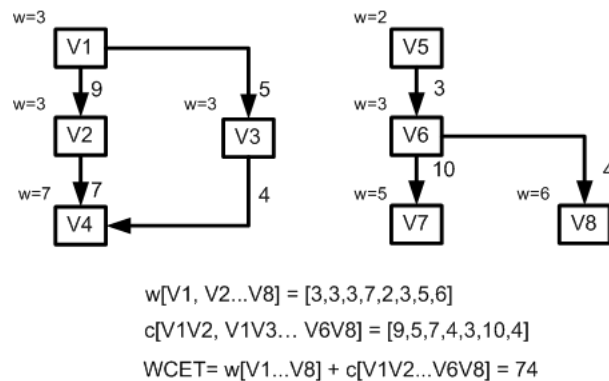 w=3
V1
w=2
V5
9
5
3
w=3
V2
w=3
V3
w=3
V6
7
4
10
4
w=7
V4
w=5
V7
w=6
V8
w[V1, V2...V8] = [3,3,3,7,2,3,5,6]
c[V1V2, V1V3... V6V8] = [9,5,7,4,3,10,4]
WCET= w[V1...V8] + c[V1V2...V6V8] = 74